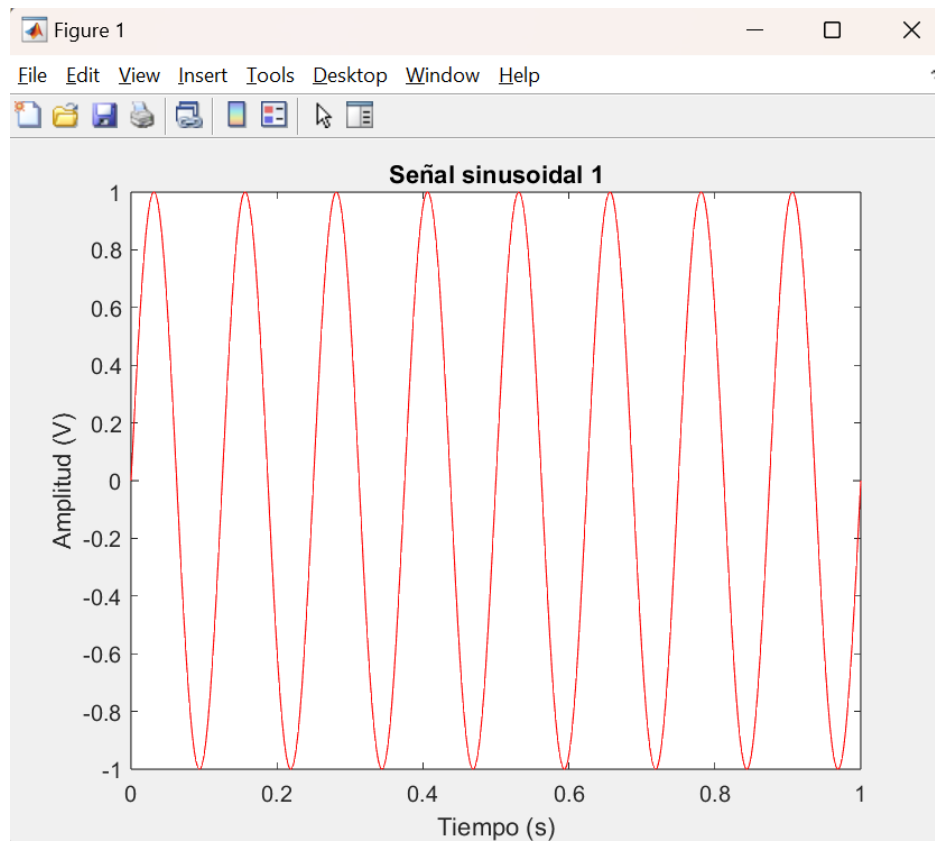 Figure 1
File Edit View Insert Tools Desktop Window Help
Señal sinusoidal 1
1
0.8
0.6
0.4
0.2
0
-0.2
-0.4
-0.6
-0.8
-1
Amplitud (V)
0 0.2 0.4 0.6 0.8 1
Tiempo (s)